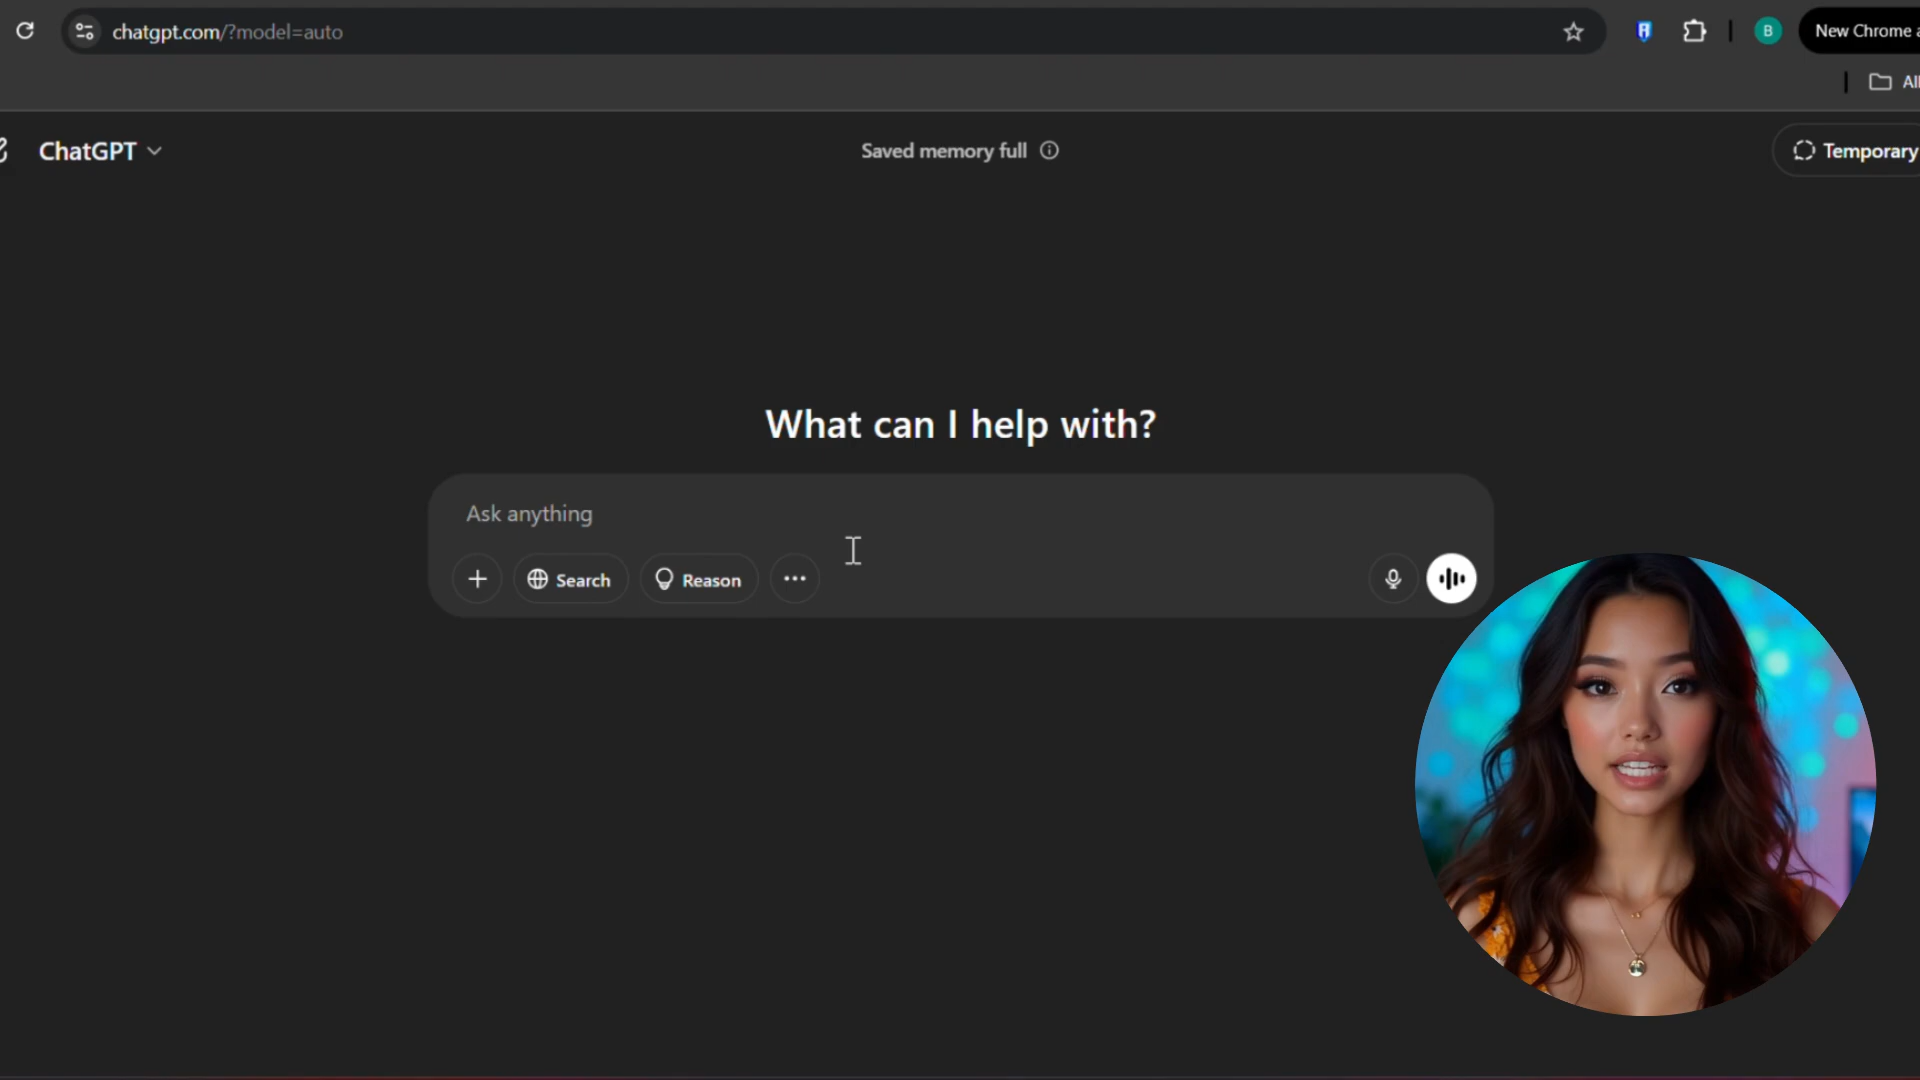 chatgpt.com/?model=auto
B
New Chrome a
All
ChatGPT
Saved memory full
Temporary
What can I help with?
Ask anything
Search
Reason